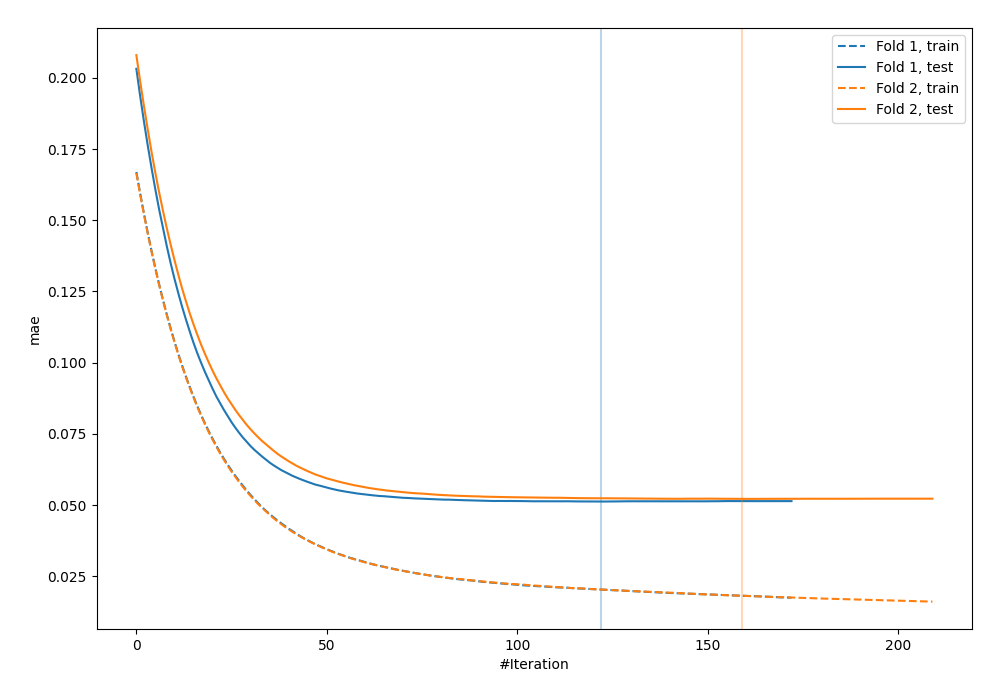 Fold 1, train
Fold 1, test
Fold 2, train
Fold 2, test
0.200
0.175
0.150
0.125
0.100
0.075
0.050
0.025
mae
0 50 100 150 200
#Iteration